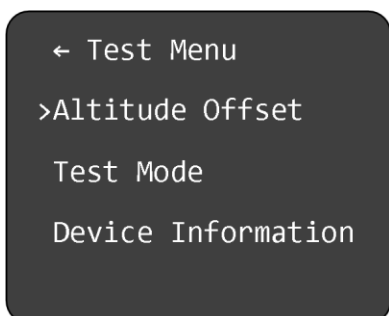 ← Test Menu
>Altitude Offset
Test Mode
Device Information